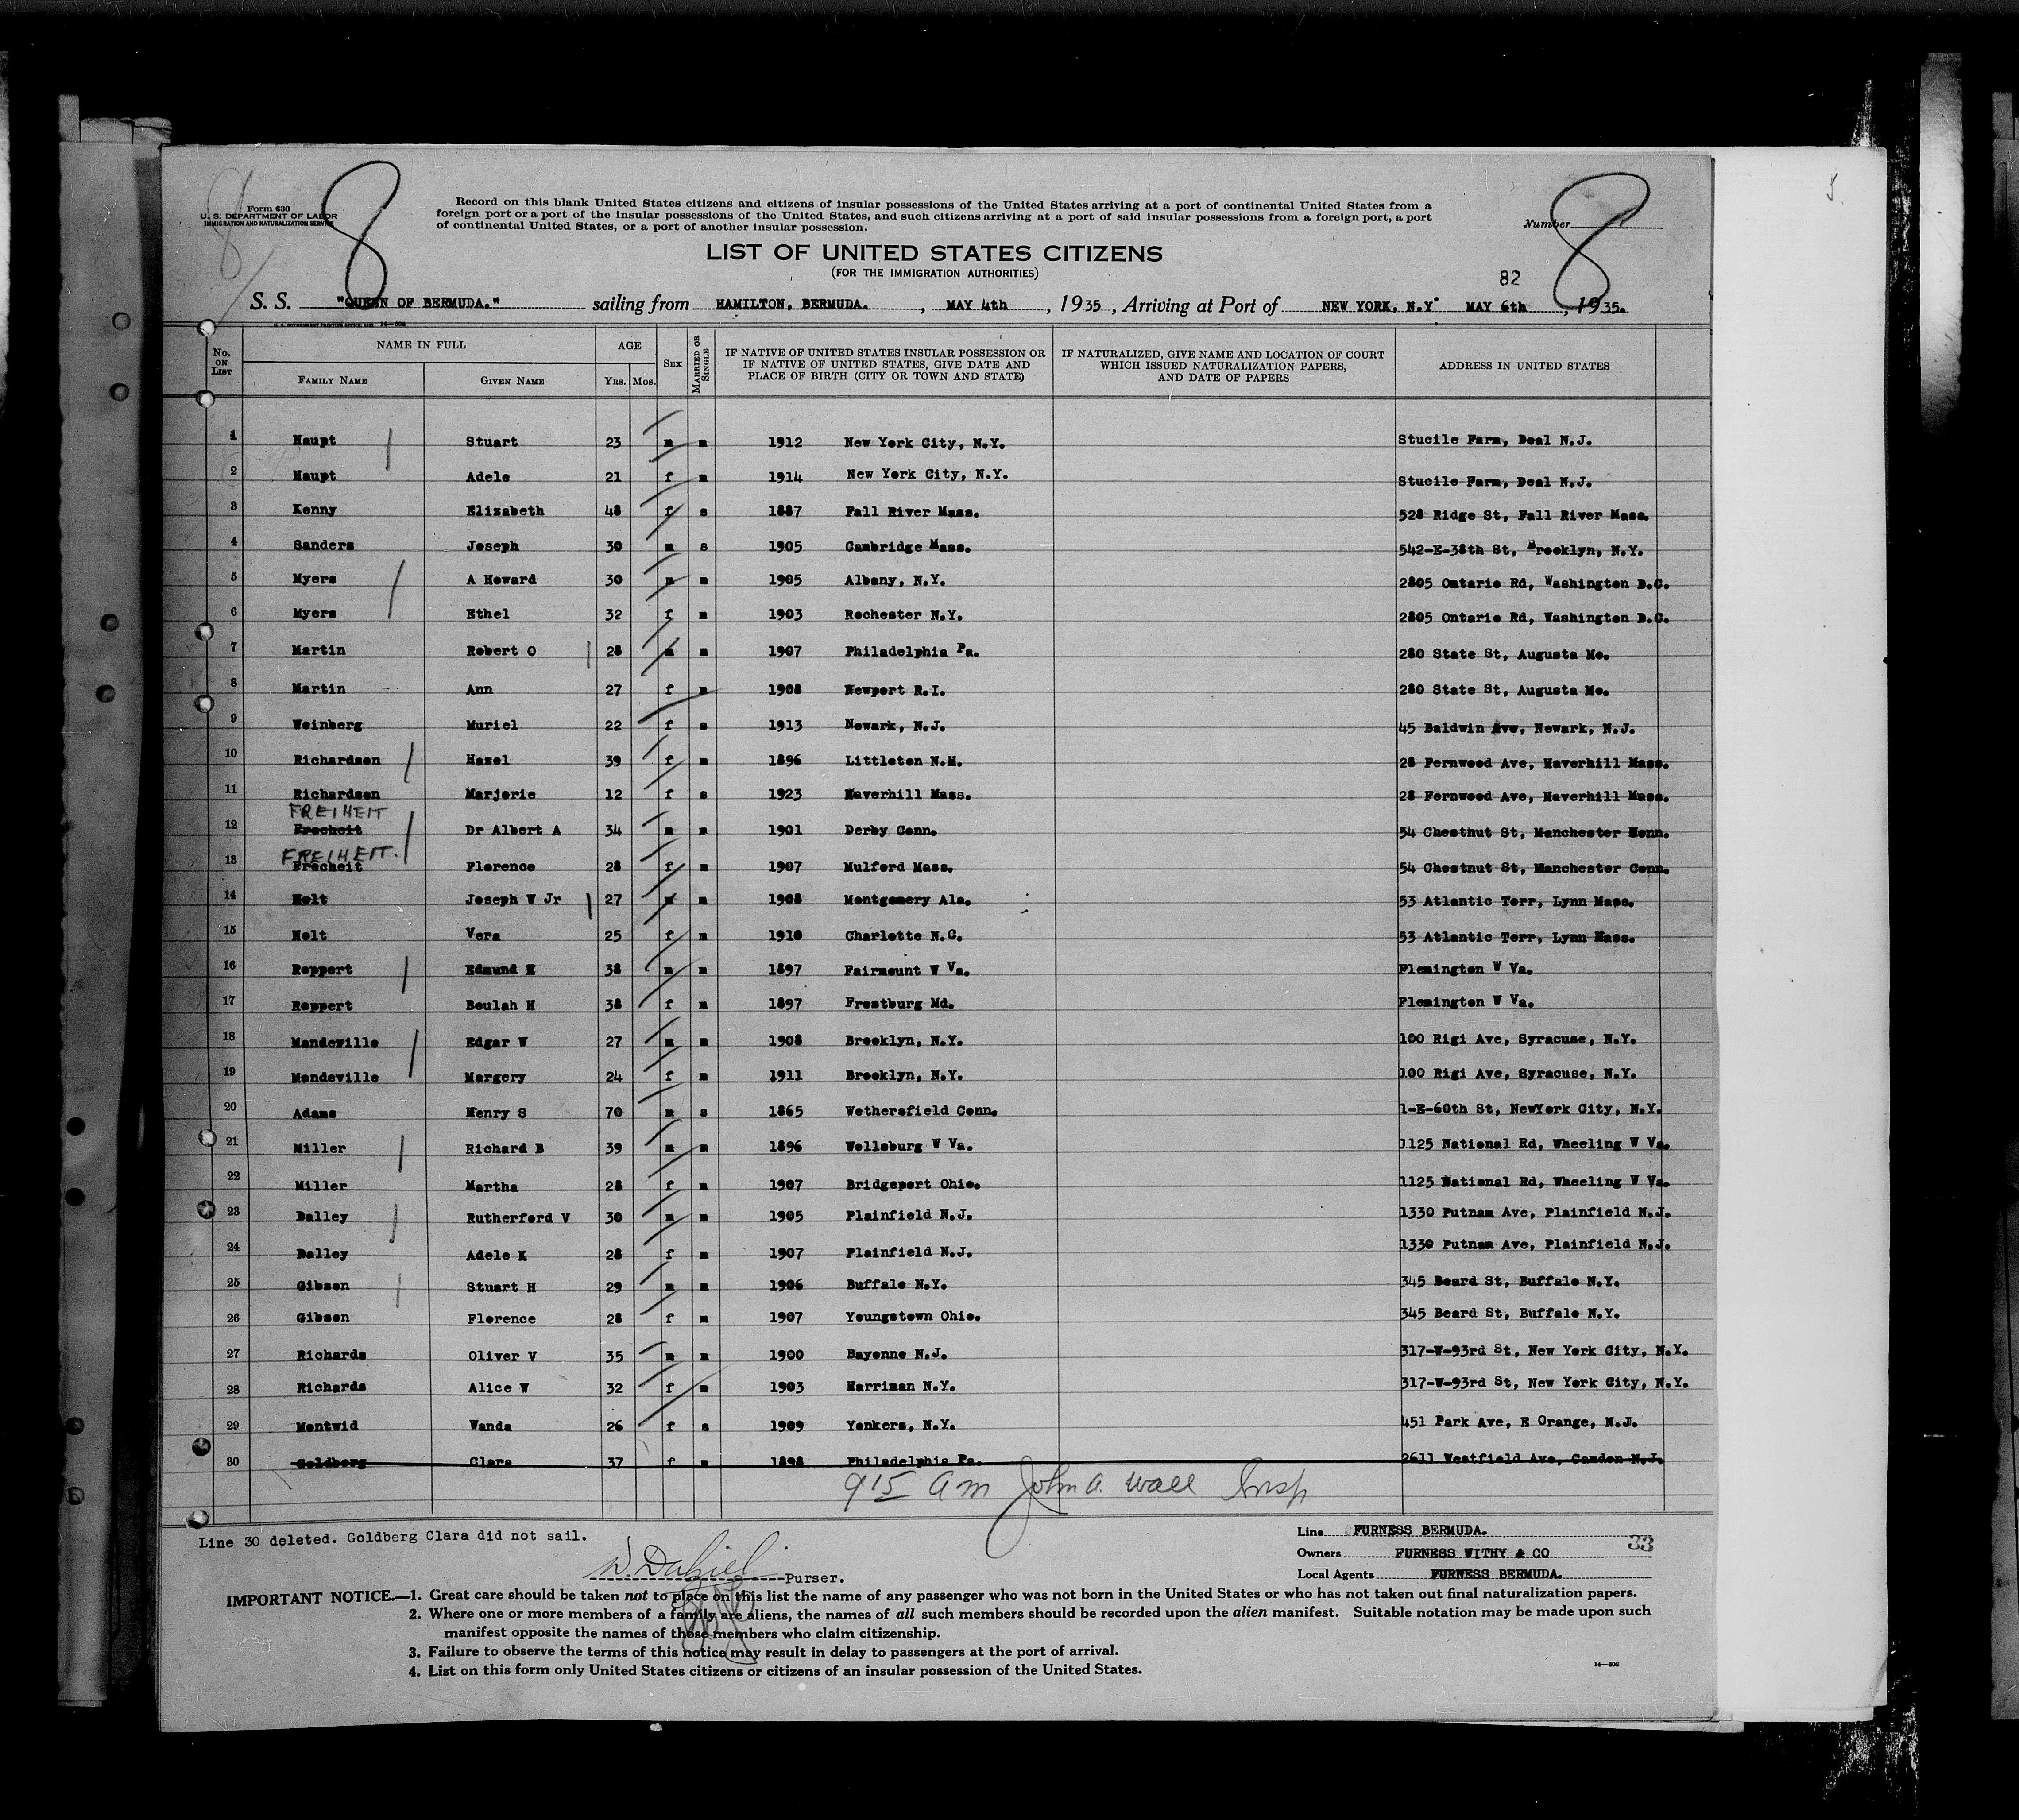 8
8
8
Form 630
U. S. DEPARTMENT OF LABOR
IMMIGRATION AND NATURALIZATION SERVICE
Record on this blank United States citizens and citizens of insular possessions of the United States arriving at a port of continental United States from a
foreign port or a port of the insular possessions of the United States, and such citizens arriving at a port of said insular possessions from a foreign port, a port
of continental United States, or a port of another insular possession.
Number
LIST OF UNITED STATES CITIZENS
(FOR THE IMMIGRATION AUTHORITIES)
82
S. S. "QUEEN OF BERMUDA." sailing from HAMILTON, BERMUDA. , MAY 4th , 1935 , Arriving at Port of NEW YORK, N.Y. MAY 6th , 1935.
U. S. GOVERNMENT PRINTING OFFICE 14—608
No. ON LIST NAME IN FULL FAMILY NAME GIVEN NAME AGE YRS. MOS. SEX MARRIED OR SINGLE IF NATIVE OF UNITED STATES INSULAR POSSESSION OR IF NATIVE OF UNITED STATES, GIVE DATE AND PLACE OF BIRTH (CITY OR TOWN AND STATE) IF NATURALIZED, GIVE NAME AND LOCATION OF COURT WHICH ISSUED NATURALIZATION PAPERS, AND DATE OF PAPERS ADDRESS IN UNITED STATES
1 Haupt Stuart 23 m m 1912 New York City, N.Y. Stucile Farm, Deal N.J.
2 Haupt Adele 21 f m 1914 New York City, N.Y. Stucile Farm, Deal N.J.
3 Kenny Elizabeth 48 f s 1887 Fall River Mass. 528 Ridge St, Fall River Mass.
4 Sanders Joseph 30 m s 1905 Cambridge Mass. 542-E-38th St, Brooklyn, N.Y.
5 Myers A Howard 30 m m 1905 Albany, N.Y. 2805 Ontario Rd, Washington D.C.
6 Myers Ethel 32 f m 1903 Rochester N.Y. 2805 Ontario Rd, Washington D.C.
7 Martin Robert O 28 m m 1907 Philadelphia Pa. 280 State St, Augusta Me.
8 Martin Ann 27 f m 1908 Newport R.I. 280 State St, Augusta Me.
9 Weinberg Muriel 22 f s 1913 Newark, N.J. 45 Baldwin Ave, Newark, N.J.
10 Richardson Hazel 39 f m 1896 Littleton N.H. 28 Fernwood Ave, Haverhill Mass.
11 Richardson Marjorie 12 f s 1923 Haverhill Mass. 28 Fernwood Ave, Haverhill Mass.
FREIHEIT
12 Frecheit Dr Albert A 34 m m 1901 Derby Conn. 54 Chestnut St, Manchester Conn.
FREIHEIT.
13 Frecheit Florence 28 f m 1907 Mulford Mass. 54 Chestnut St, Manchester Conn.
14 Holt Joseph W Jr 27 m m 1908 Montgomery Ala. 53 Atlantic Terr, Lynn Mass.
15 Holt Vera 25 f m 1910 Charlotte N.C. 53 Atlantic Terr, Lynn Mass.
16 Reppert Edmund E 38 m m 1897 Fairmount W Va. Flemington W Va.
17 Reppert Beulah H 38 f m 1897 Frostburg Md. Flemington W Va.
18 Mandeville Edgar W 27 m m 1908 Brooklyn, N.Y. 100 Rigi Ave, Syracuse, N.Y.
19 Mandeville Margery 24 f m 1911 Brooklyn, N.Y. 100 Rigi Ave, Syracuse, N.Y.
20 Adams Henry S 70 m s 1865 Wethersfield Conn. 1-E-60th St, NewYork City, N.Y.
21 Miller Richard B 39 m m 1896 Wellsburg W Va. 1125 National Rd, Wheeling W Va.
22 Miller Martha 28 f m 1907 Bridgeport Ohio. 1125 National Rd, Wheeling W Va.
23 Dalley Rutherford V 30 m m 1905 Plainfield N.J. 1330 Putnam Ave, Plainfield N.J.
24 Dalley Adele K 28 f m 1907 Plainfield N.J. 1330 Putnam Ave, Plainfield N.J.
25 Gibson Stuart H 29 m m 1906 Buffalo N.Y. 345 Beard St, Buffalo N.Y.
26 Gibson Florence 28 f m 1907 Youngstown Ohio. 345 Beard St, Buffalo N.Y.
27 Richards Oliver V 35 m m 1900 Bayonne N.J. 317-W-93rd St, New York City, N.Y.
28 Richards Alice W 32 f m 1903 Harriman N.Y. 317-W-93rd St, New York City, N.Y.
29 Montwid Wanda 26 f s 1909 Yonkers, N.Y. 451 Park Ave, E Orange, N.J.
30 Goldberg Clara 37 f m 1898 Philadelphia Pa. 2611 Westfield Ave, Camden N.J.
9 15 am John A. Wall Insp
Line 30 deleted. Goldberg Clara did not sail.
Line FURNESS BERMUDA.
33
Owners FURNESS WITHY & CO
Local Agents FURNESS BERMUDA.
W. Dalziel Purser.
IMPORTANT NOTICE.—1. Great care should be taken not to place on this list the name of any passenger who was not born in the United States or who has not taken out final naturalization papers.
2. Where one or more members of a family are aliens, the names of all such members should be recorded upon the alien manifest. Suitable notation may be made upon such
manifest opposite the names of those members who claim citizenship.
3. Failure to observe the terms of this notice may result in delay to passengers at the port of arrival.
4. List on this form only United States citizens or citizens of an insular possession of the United States.
14—608